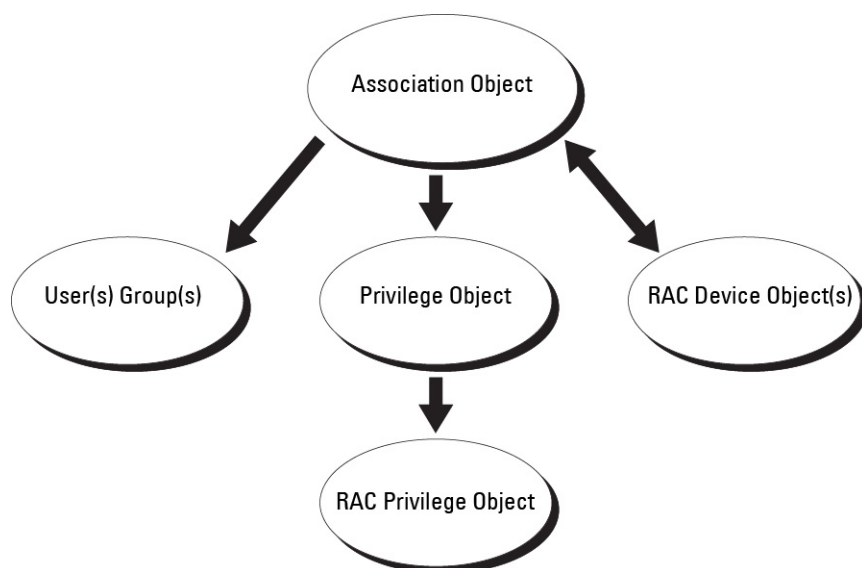 Association Object
User(s) Group(s)
Privilege Object
RAC Device Object(s)
RAC Privilege Object